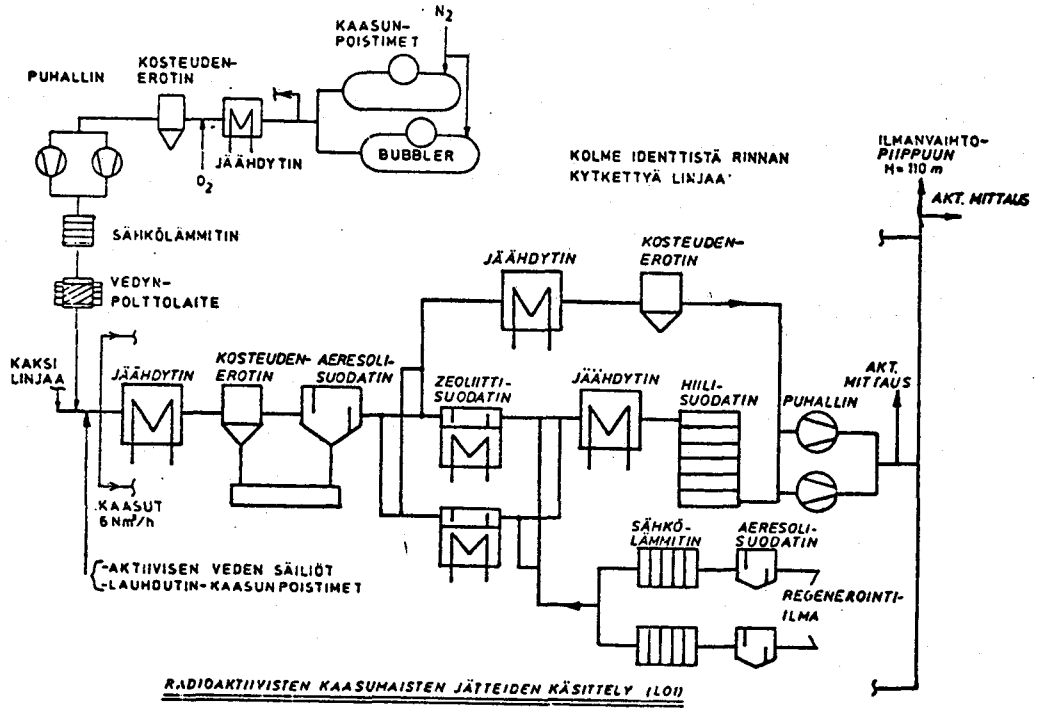 N2
KAASUN-
POISTIMET
KOSTEUDEN-
EROTIN
PUHALLIN
JÄÄHDYTIN
O2
BUBBLER
KOLME IDENTTISTÄ RINNAN
KYTKETTYÄ LINJAA
ILMANVAIHTO-
PIIPPUUN
H = 110 m
AKT. MITTAUS
SÄHKÖLÄMMITIN
VEDYN-
POLTTOLAITE
JÄÄHDYTIN
KOSTEUDEN-
EROTIN
KAKSI
LINJAA
JÄÄHDYTIN
KOSTEUDEN-
EROTIN
AERESOLI-
SUODATIN
ZEOLIITTI-
SUODATIN
JÄÄHDYTIN
HIILI-
SUODATIN
PUHALLIN
AKT.
MITTAUS
KAASUT
6 Nm³/h
-AKTIIVISEN VEDEN SÄILIÖT
-LAUHDUTIN-KAASUNPOISTIMET
SÄHKÖ-
LÄMMITIN
AERESOLI-
SUODATIN
REGENEROINTI-
ILMA
RADIOAKTIIVISTEN KAASUMAISTEN JÄTTEIDEN KÄSITTELY (LO1)